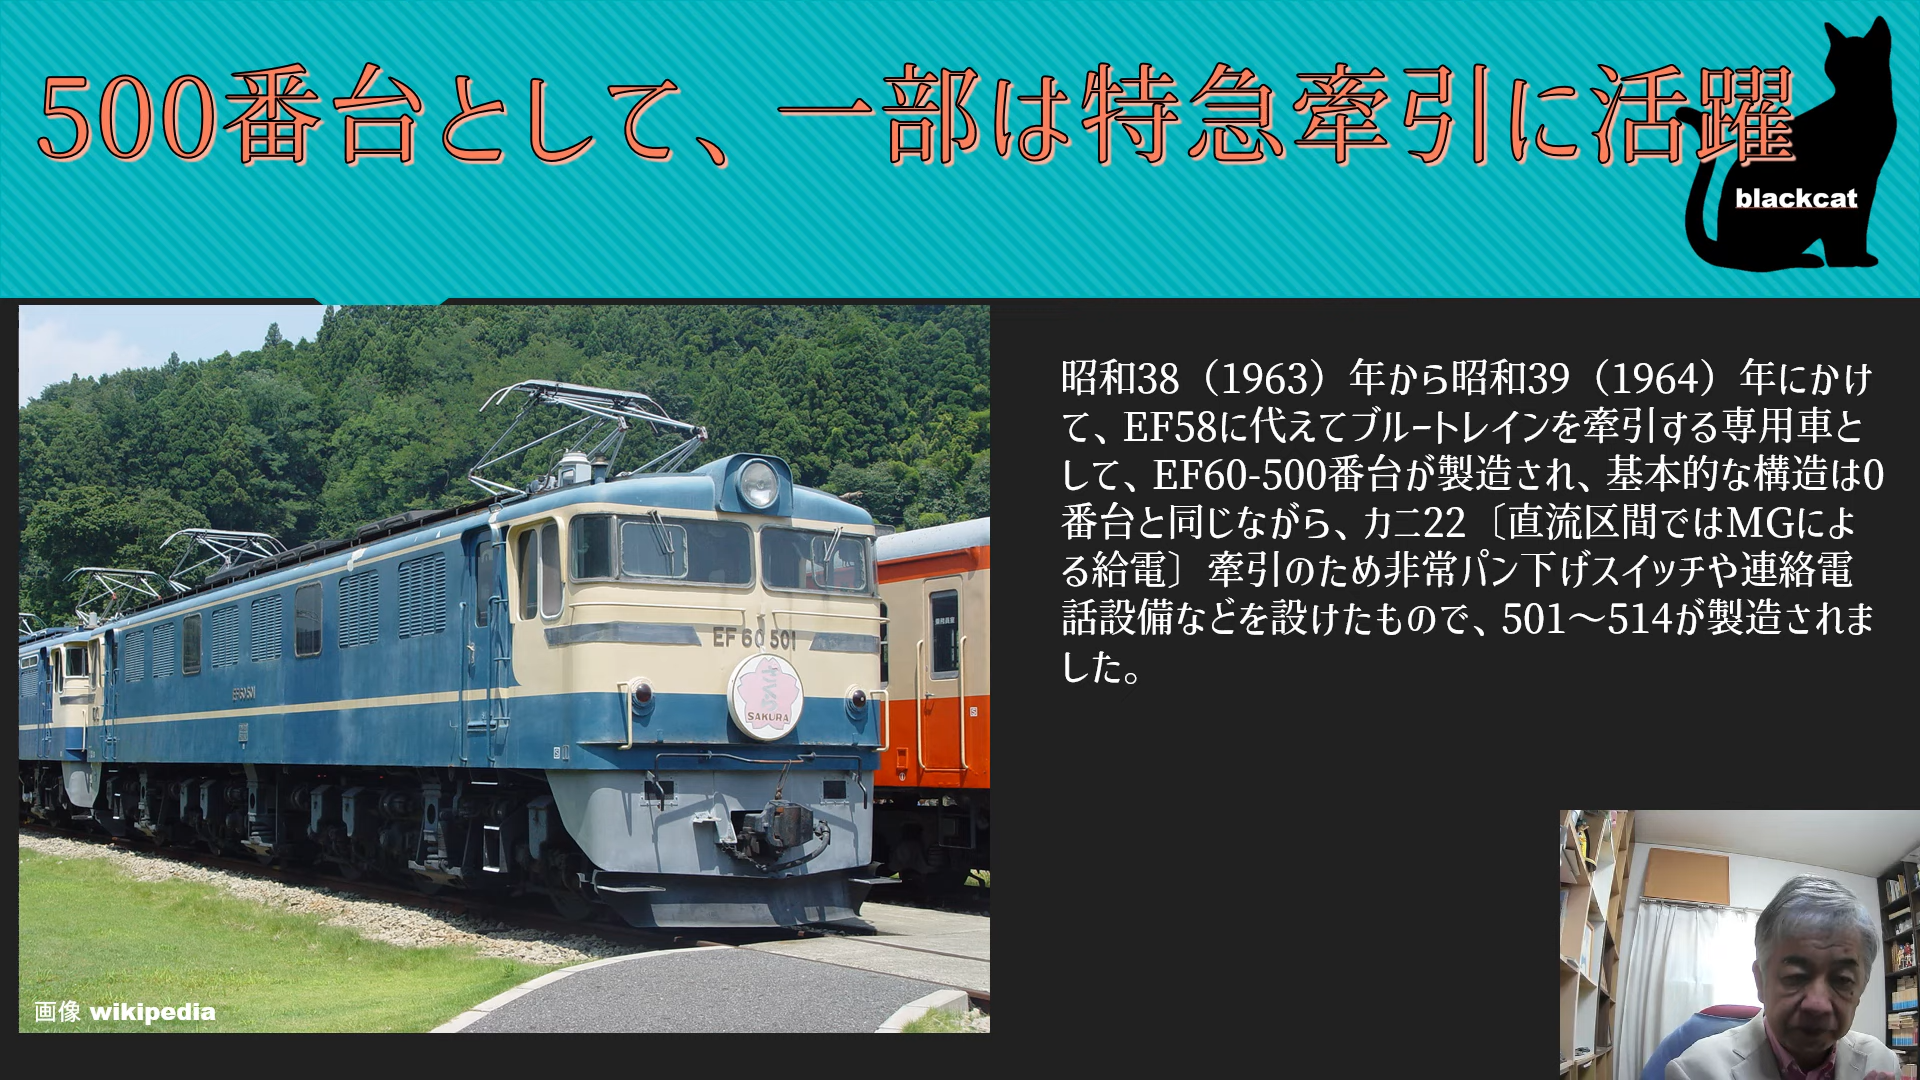 500番台として、一部は特急牽引に活躍
blackcat
昭和38（1963）年から昭和39（1964）年にかけ
て、EF58に代えてブルートレインを牽引する専用車と
して、EF60-500番台が製造され、基本的な構造は0
番台と同じながら、カニ22〔直流区間ではMGによ
る給電〕牽引のため非常パン下げスイッチや連絡電
話設備などを設けたもので、501～514が製造されま
した。
EF 60 501
さくら
SAKURA
EF60 501
画像 wikipedia